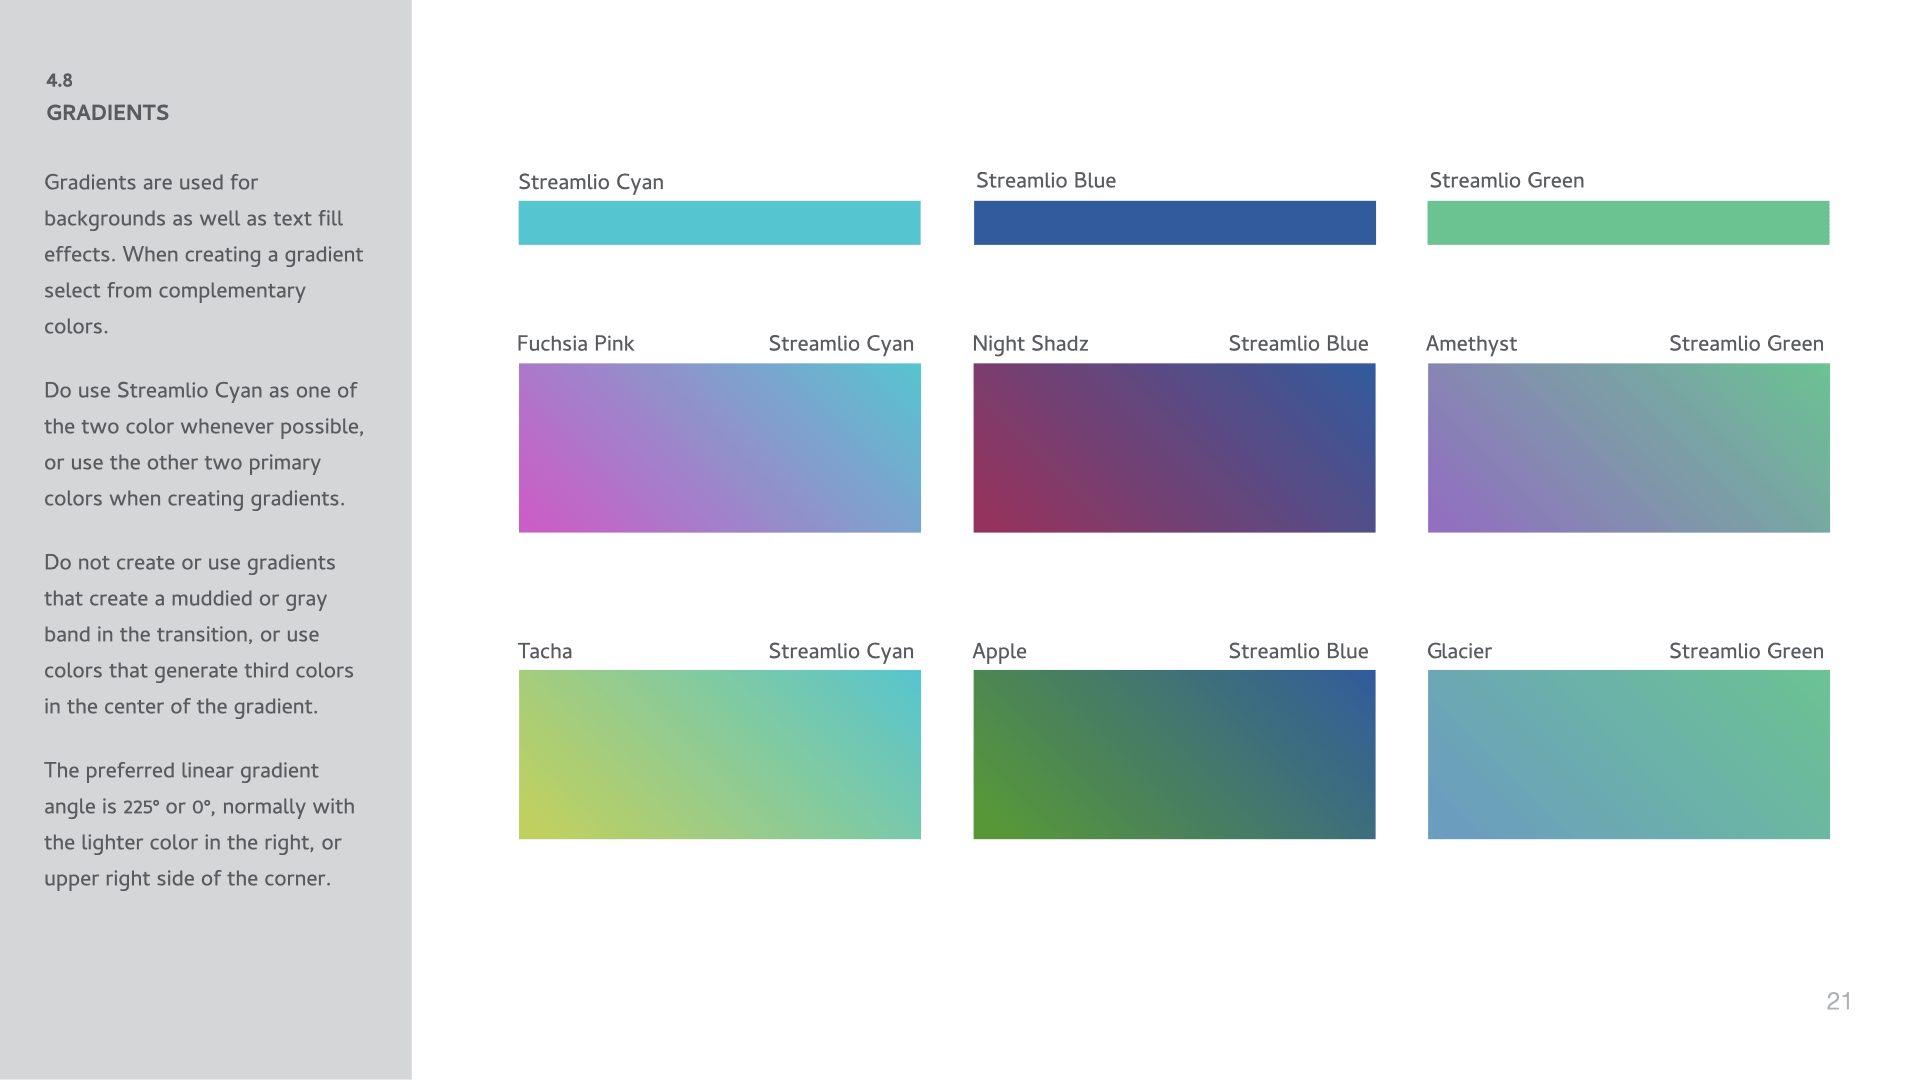 4.8
GRADIENTS
Gradients are used for
backgrounds as well as text fill
effects. When creating a gradient
select from complementary
colors.
Do use Streamlio Cyan as one of
the two color whenever possible,
or use the other two primary
colors when creating gradients.
Do not create or use gradients
that create a muddied or gray
band in the transition, or use
colors that generate third colors
in the center of the gradient.
The preferred linear gradient
angle is 225° or 0°, normally with
the lighter color in the right, or
upper right side of the corner.
Streamlio Cyan
Streamlio Blue
Streamlio Green
Fuchsia Pink
Streamlio Cyan
Night Shadz
Streamlio Blue
Amethyst
Streamlio Green
Tacha
Streamlio Cyan
Apple
Streamlio Blue
Glacier
Streamlio Green
21